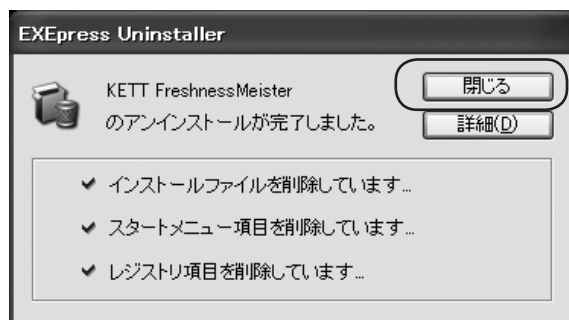 EXEpress Uninstaller
KETT FreshnessMeister
のアンインストールが完了しました。
閉じる
詳細(D)
インストールファイルを削除しています...
スタートメニュー項目を削除しています...
レジストリ項目を削除しています...